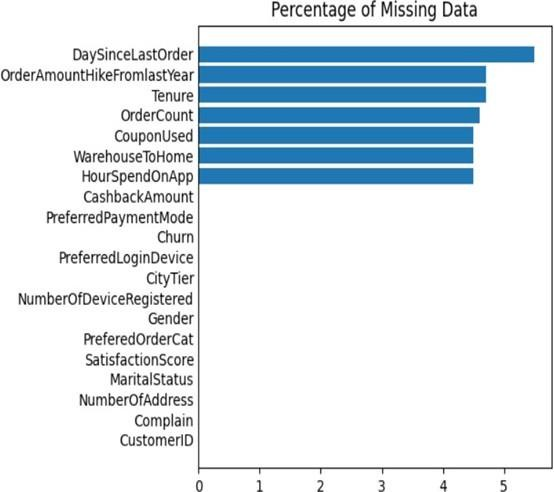 Percentage of Missing Data
DaySinceLastOrder
OrderAmountHikeFromlastYear
Tenure
OrderCount
CouponUsed
WarehouseToHome
HourSpendOnApp
CashbackAmount
PreferredPaymentMode
Churn
PreferredLoginDevice
CityTier
NumberOfDeviceRegistered
Gender
PreferedOrderCat
SatisfactionScore
MaritalStatus
NumberOfAddress
Complain
CustomerID
0 1 2 3 4 5